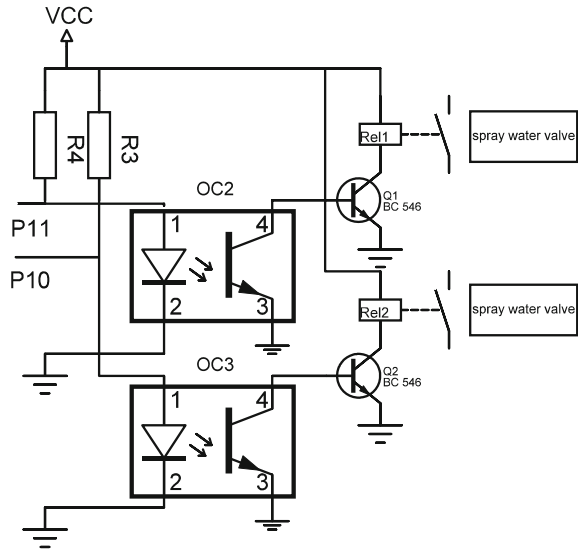 VCC
R4
R3
P11
P10
OC2
1
2
4
3
Rel1
Q1
BC 546
spray water valve
OC3
1
2
4
3
Rel2
Q2
BC 546
spray water valve